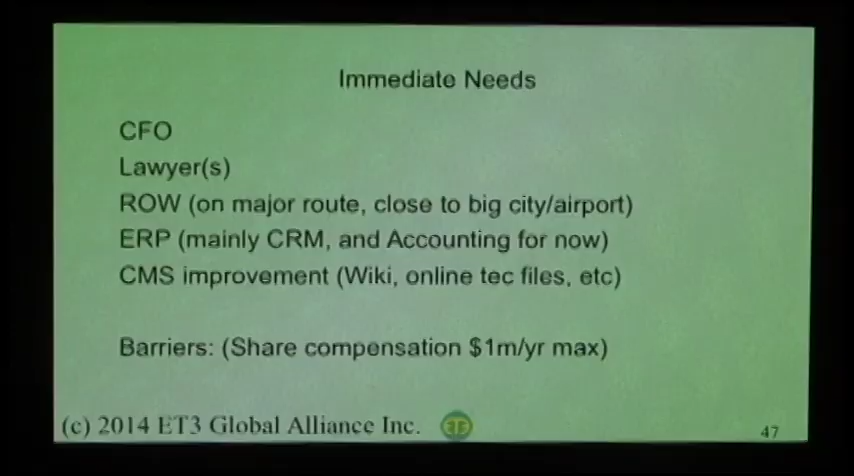 Immediate Needs
CFO
Lawyer(s)
ROW (on major route, close to big city/airport)
ERP (mainly CRM, and Accounting for now)
CMS improvement (Wiki, online tec files, etc)
Barriers: (Share compensation $1m/yr max)
(c) 2014 ET3 Global Alliance Inc. ET3
47